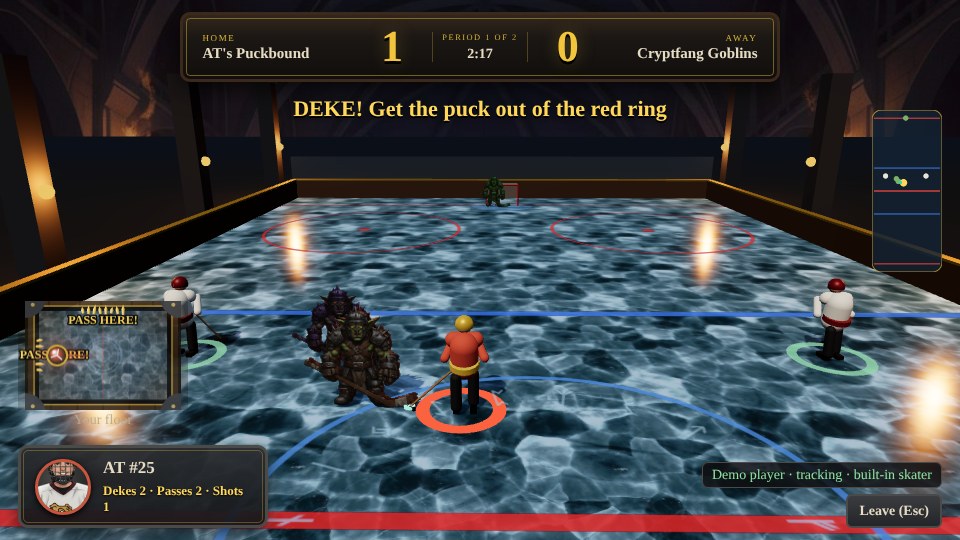 HOME
AT's Puckbound
1
PERIOD 1 OF 2
2:17
0
AWAY
Cryptfang Goblins
DEKE! Get the puck out of the red ring
PASS HERE!
AT #25
Dekes 2 · Passes 2 · Shots
1
Demo player · tracking · built-in skater
Leave (Esc)